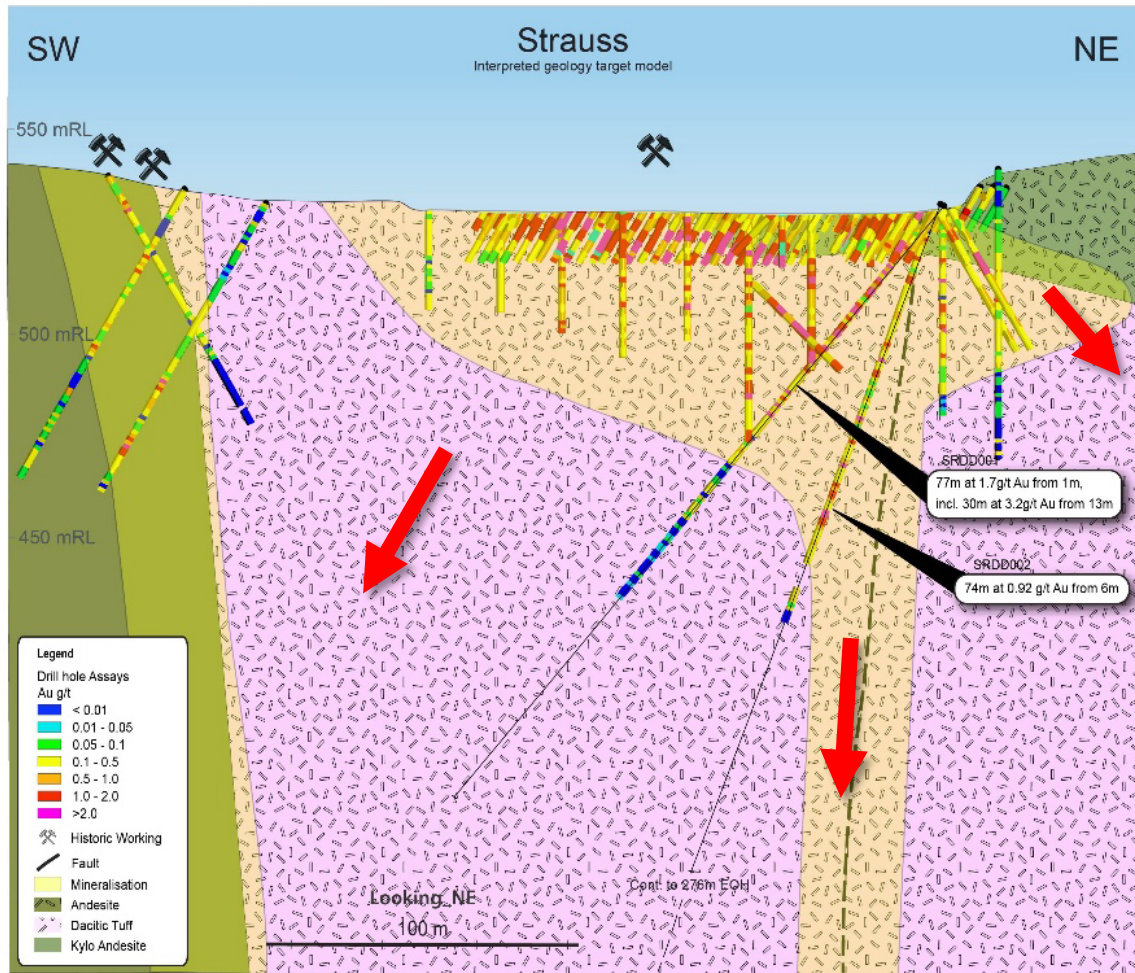 SW
Strauss
NE
Interpreted geology target model
550 mRL
500 mRL
450 mRL
SRDD001
77m at 1.7g/t Au from 1m,
incl. 30m at 3.2g/t Au from 13m
SRDD002
74m at 0.92 g/t Au from 6m
Cont. to 276m EOH
Looking NE
100 m
Legend
Drill hole Assays
Au g/t
< 0.01
0.01 - 0.05
0.05 - 0.1
0.1 - 0.5
0.5 - 1.0
1.0 - 2.0
>2.0
Historic Working
Fault
Mineralisation
Andesite
Dacitic Tuff
Kylo Andesite